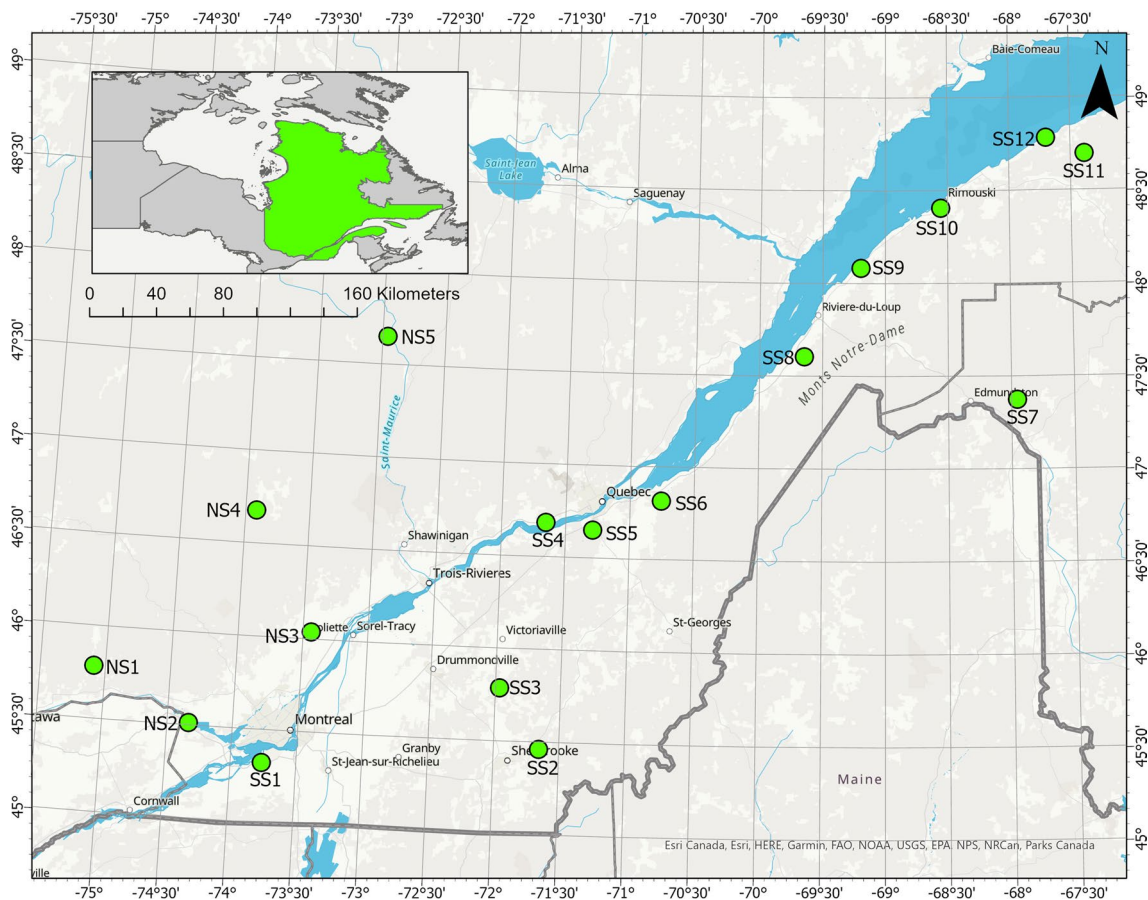 -75°30' -75° -74°30' -74° -73°30' -73° -72°30' -72° -71°30' -71° -70°30' -70° -69°30' -69° -68°30' -68° -67°30'
49°
48°30'
48°
47°30'
47°
46°30'
46°
45°30'
45°
N
Baie-Comeau
SS12
SS11
Saint-Jean
Lake
Alma
Saguenay
Rimouski
SS10
SS9
0 40 80 160 Kilometers
Riviere-du-Loup
NS5
SS8
Monts Notre-Dame
Edmundston
SS7
Saint-Maurice
NS4
Quebec
SS6
SS4
SS5
Shawinigan
Trois-Rivieres
NS3
oliette
Sorel-Tracy
Victoriaville
St-Georges
NS1
Drummondville
SS3
tawa
NS2
Montreal
Granby
Sherbrooke
SS2
St-Jean-sur-Richelieu
SS1
Maine
Cornwall
Esri Canada, Esri, HERE, Garmin, FAO, NOAA, USGS, EPA, NPS, NRCan, Parks Canada
ville
49°
48°30'
48°
47°30'
47°
46°30'
46°
45°30'
45°
-75° -74°30' -74° -73°30' -73° -72°30' -72° -71°30' -71° -70°30' -70° -69°30' -69° -68°30' -68° -67°30'